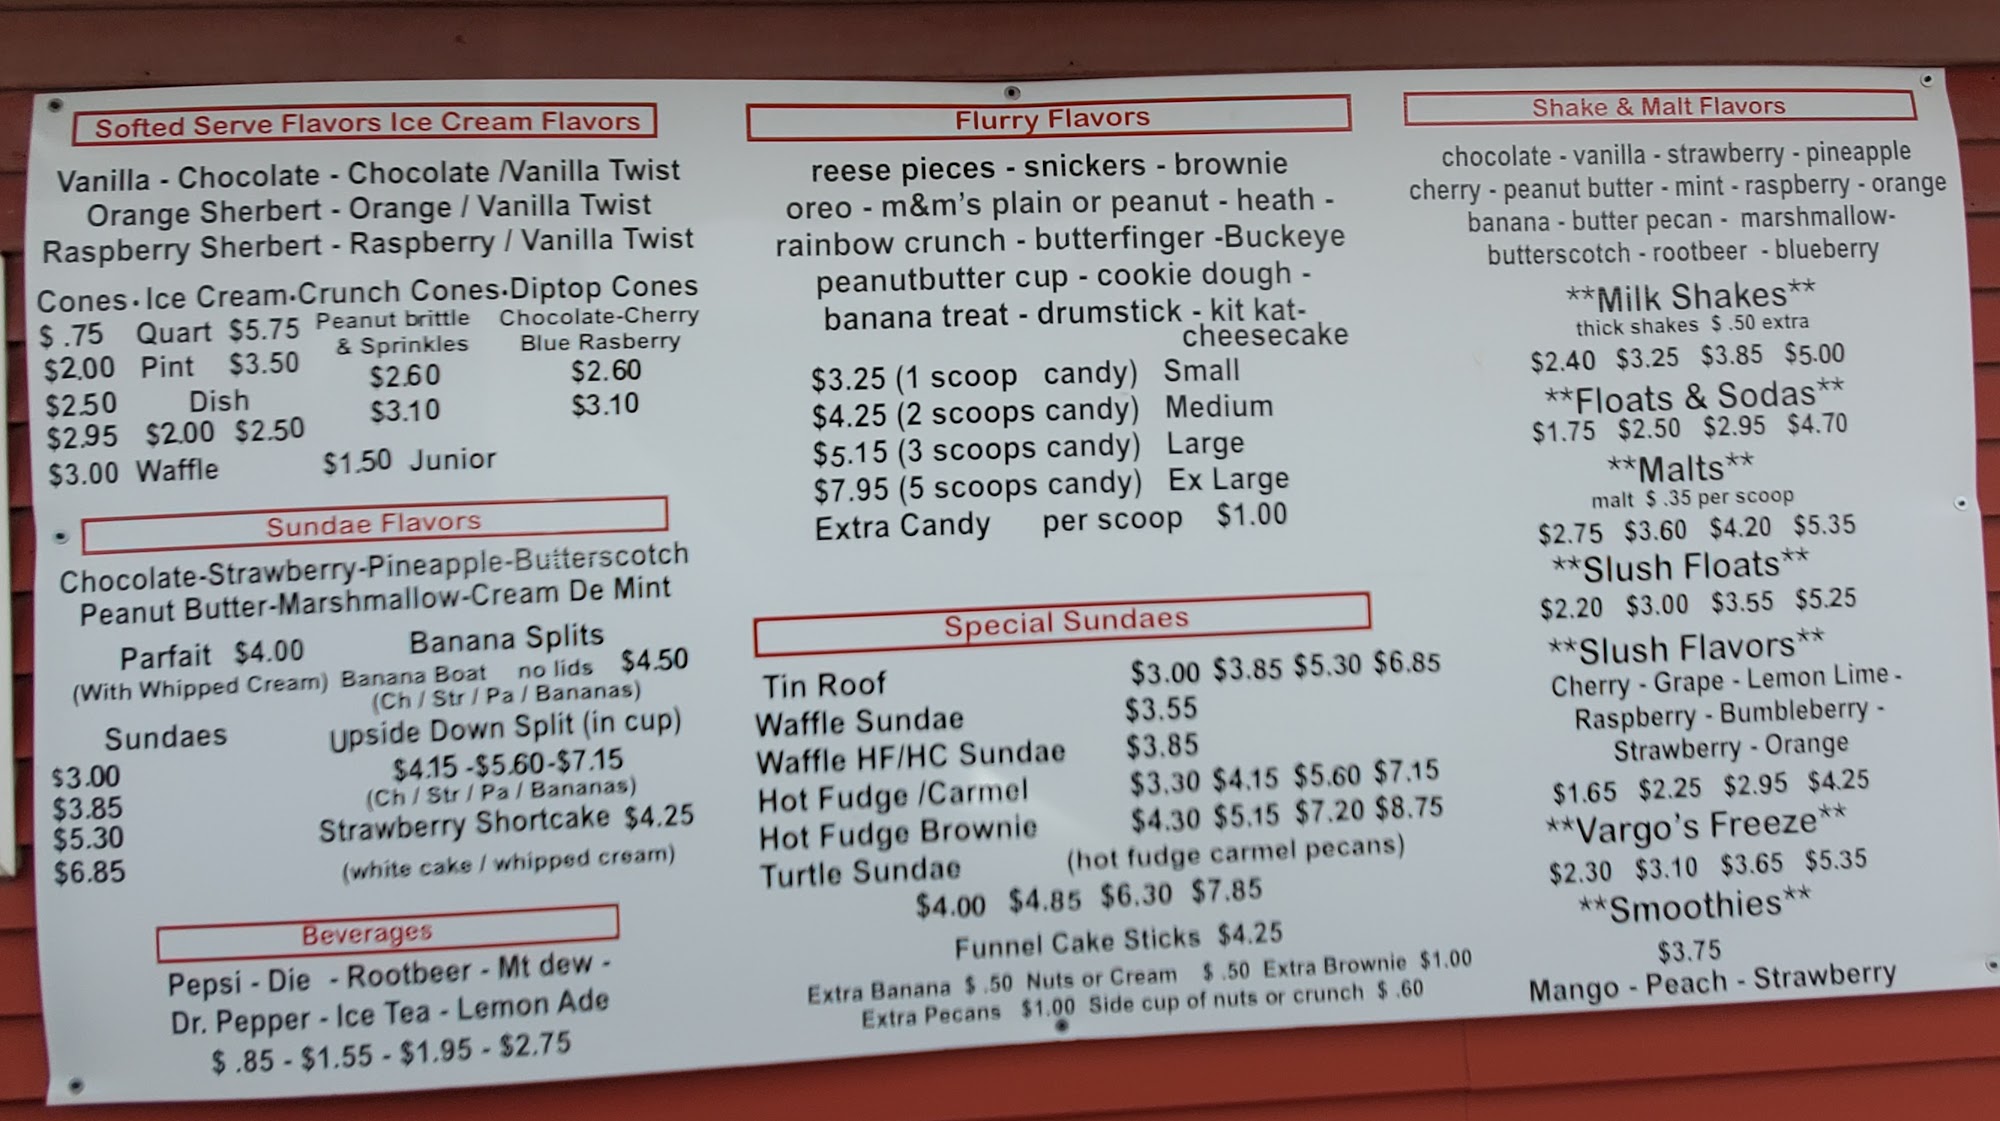 Softed Serve Flavors Ice Cream Flavors
Vanilla - Chocolate - Chocolate /Vanilla Twist
Orange Sherbert - Orange / Vanilla Twist
Raspberry Sherbert - Raspberry / Vanilla Twist
Cones · Ice Cream · Crunch Cones · Diptop Cones
$ .75 Quart $5.75 Peanut brittle Chocolate-Cherry
& Sprinkles Blue Rasberry
$2.00 Pint $3.50 $2.60 $2.60
$2.50 Dish $3.10 $3.10
$2.95 $2.00 $2.50
$3.00 Waffle $1.50 Junior
Sundae Flavors
Chocolate-Strawberry-Pineapple-Butterscotch
Peanut Butter-Marshmallow-Cream De Mint
Parfait $4.00 Banana Splits
(With Whipped Cream) Banana Boat no lids $4.50
(Ch / Str / Pa / Bananas)
Sundaes Upside Down Split (in cup)
$3.00 $4.15 -$5.60-$7.15
(Ch / Str / Pa / Bananas)
$3.85 Strawberry Shortcake $4.25
$5.30 (white cake / whipped cream)
$6.85
Beverages
Pepsi - Die - Rootbeer - Mt dew -
Dr. Pepper - Ice Tea - Lemon Ade
$ .85 - $1.55 - $1.95 - $2.75
Flurry Flavors
reese pieces - snickers - brownie
oreo - m&m's plain or peanut - heath -
rainbow crunch - butterfinger -Buckeye
peanutbutter cup - cookie dough -
banana treat - drumstick - kit kat-
cheesecake
$3.25 (1 scoop candy) Small
$4.25 (2 scoops candy) Medium
$5.15 (3 scoops candy) Large
$7.95 (5 scoops candy) Ex Large
Extra Candy per scoop $1.00
Special Sundaes
Tin Roof $3.00 $3.85 $5.30 $6.85
Waffle Sundae $3.55
Waffle HF/HC Sundae $3.85
Hot Fudge /Carmel $3.30 $4.15 $5.60 $7.15
Hot Fudge Brownie $4.30 $5.15 $7.20 $8.75
Turtle Sundae (hot fudge carmel pecans)
$4.00 $4.85 $6.30 $7.85
Funnel Cake Sticks $4.25
Extra Banana $ .50 Nuts or Cream $ .50 Extra Brownie $1.00
Extra Pecans $1.00 Side cup of nuts or crunch $ .60
Shake & Malt Flavors
chocolate - vanilla - strawberry - pineapple
cherry - peanut butter - mint - raspberry - orange
banana - butter pecan - marshmallow-
butterscotch - rootbeer - blueberry
**Milk Shakes**
thick shakes $ .50 extra
$2.40 $3.25 $3.85 $5.00
**Floats & Sodas**
$1.75 $2.50 $2.95 $4.70
**Malts**
malt $ .35 per scoop
$2.75 $3.60 $4.20 $5.35
**Slush Floats**
$2.20 $3.00 $3.55 $5.25
**Slush Flavors**
Cherry - Grape - Lemon Lime -
Raspberry - Bumbleberry -
Strawberry - Orange
$1.65 $2.25 $2.95 $4.25
**Vargo's Freeze**
$2.30 $3.10 $3.65 $5.35
**Smoothies**
$3.75
Mango - Peach - Strawberry